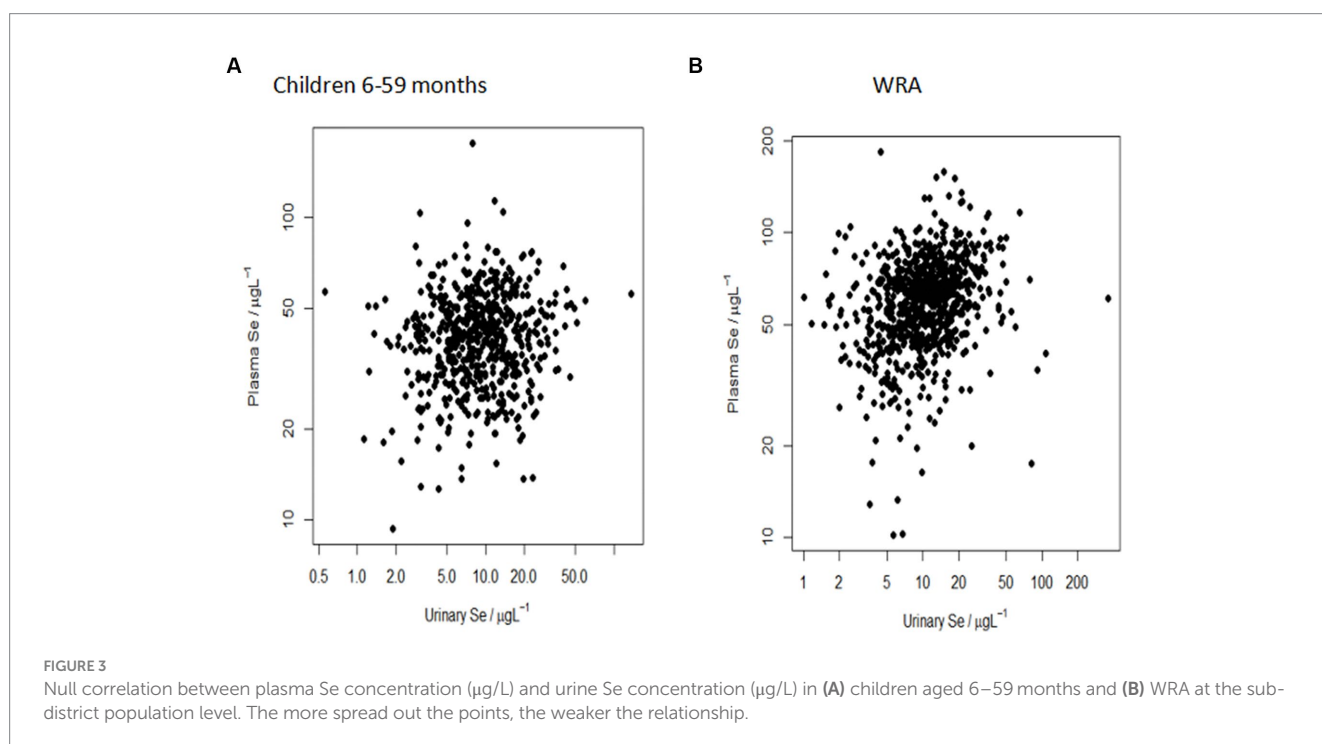 A
Children 6-59 months
100
50
20
10
Plasma Se / µgL⁻¹
0.5 1.0 2.0 5.0 10.0 20.0 50.0
Urinary Se / µgL⁻¹
B
WRA
200
100
50
20
10
Plasma Se / µgL⁻¹
1 2 5 10 20 50 100 200
Urinary Se / µgL⁻¹
FIGURE 3
Null correlation between plasma Se concentration (µg/L) and urine Se concentration (µg/L) in (A) children aged 6–59 months and (B) WRA at the sub-
district population level. The more spread out the points, the weaker the relationship.